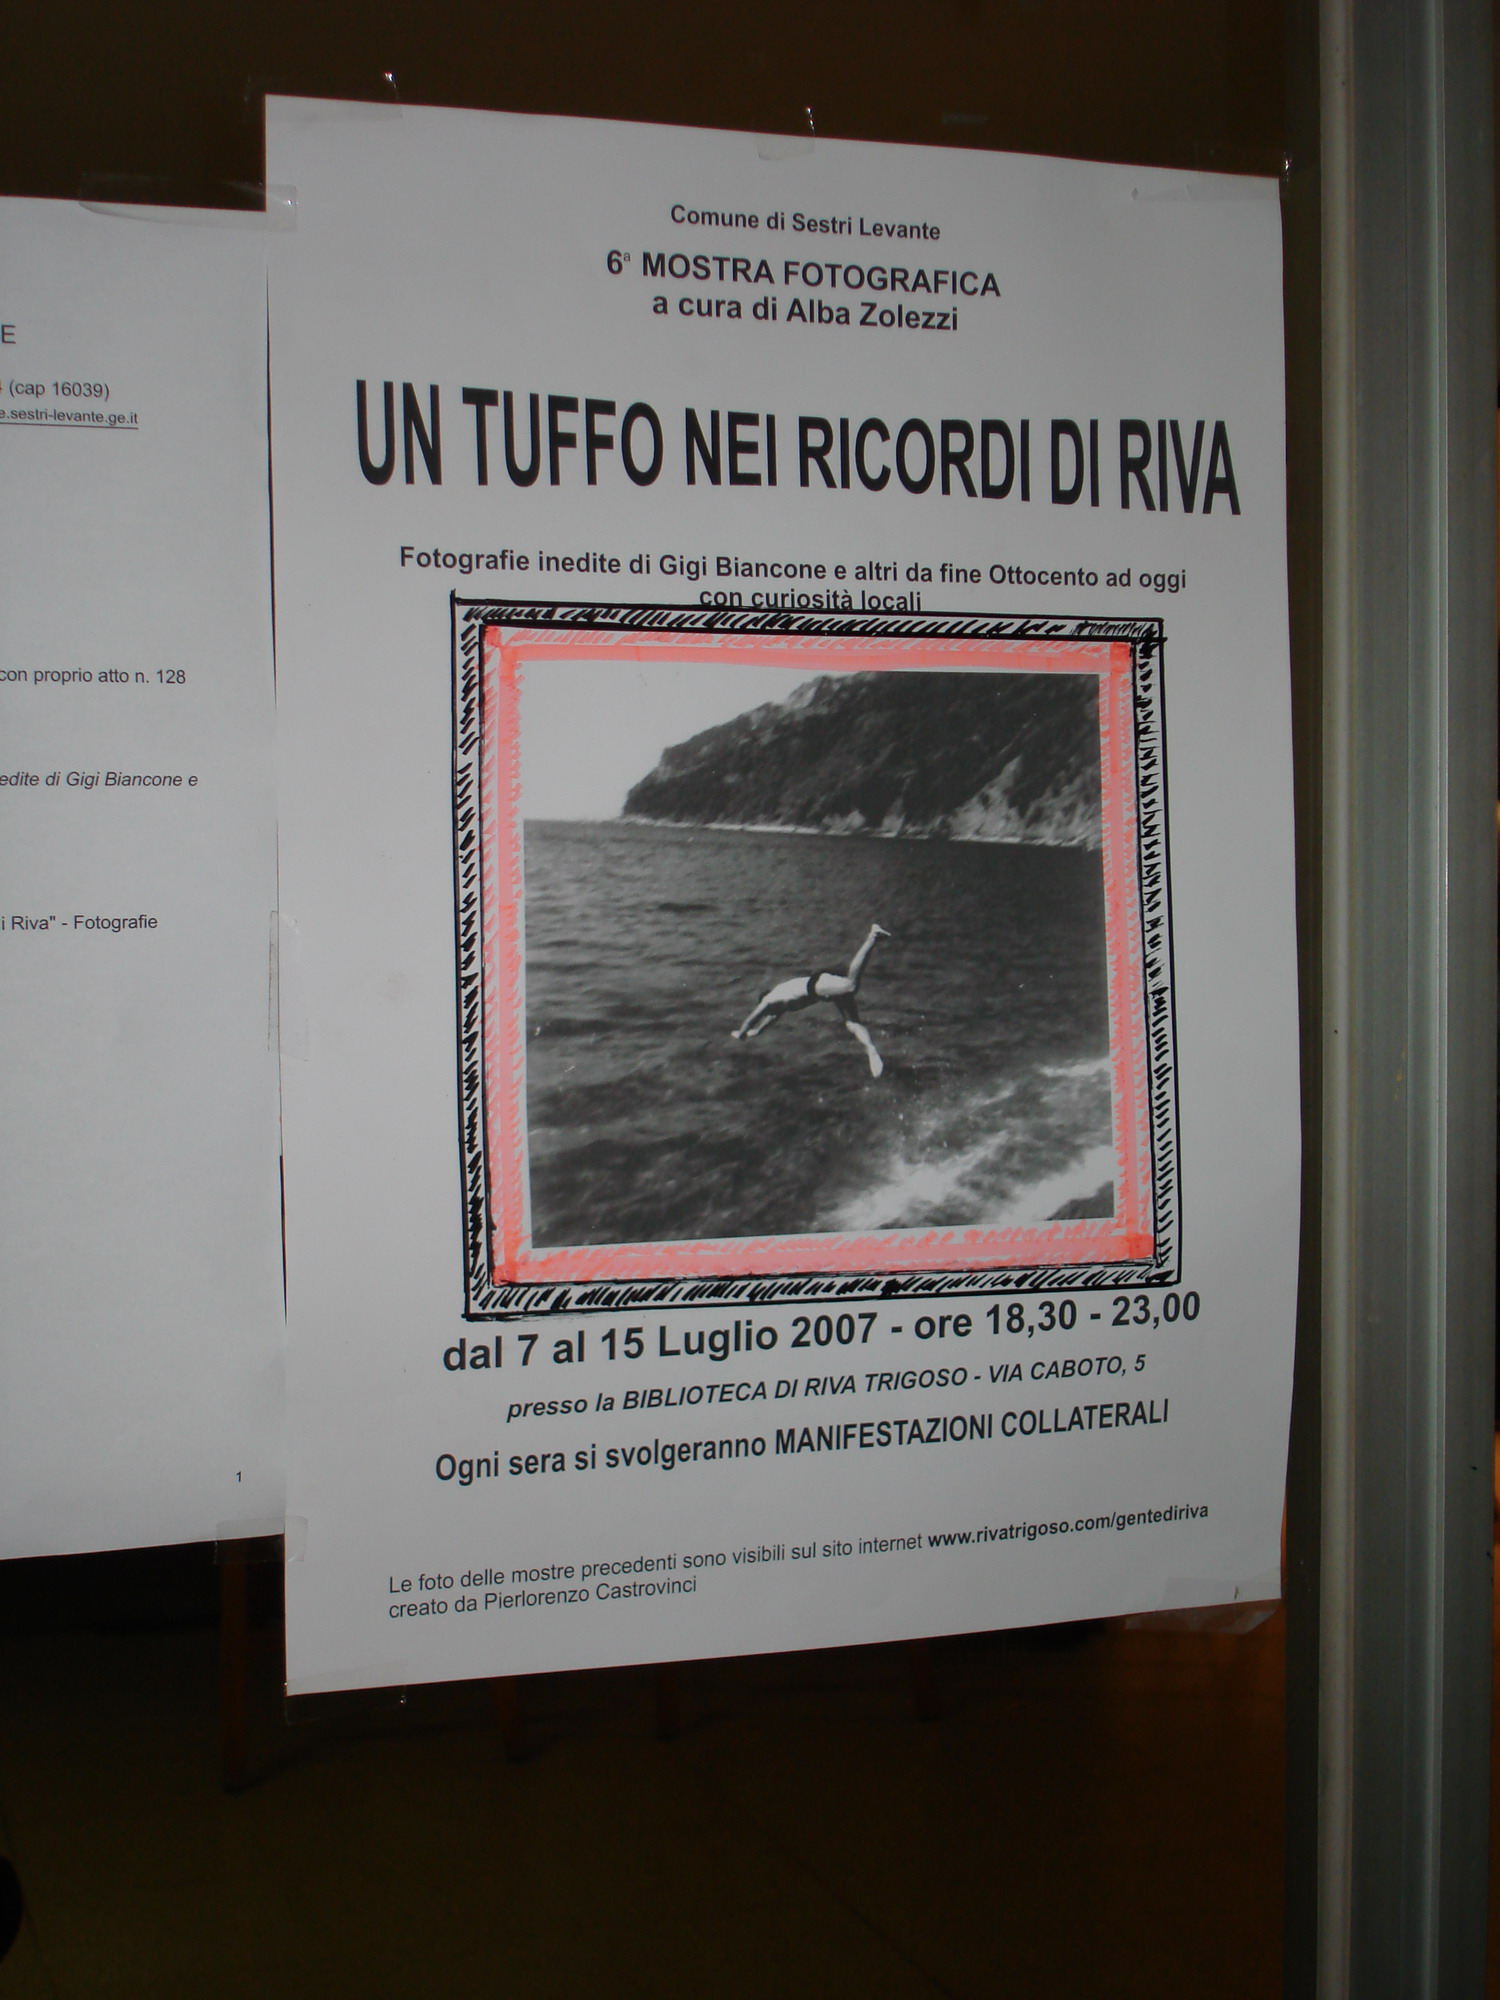 E
(cap 16039)
e.sestri-levante.ge.it
con proprio atto n. 128
edite di Gigi Biancone e
i Riva" - Fotografie
1
Comune di Sestri Levante
6ª MOSTRA FOTOGRAFICA
a cura di Alba Zolezzi
UN TUFFO NEI RICORDI DI RIVA
Fotografie inedite di Gigi Biancone e altri da fine Ottocento ad oggi
con curiosità locali
dal 7 al 15 Luglio 2007 - ore 18,30 - 23,00
presso la BIBLIOTECA DI RIVA TRIGOSO - VIA CABOTO, 5
Ogni sera si svolgeranno MANIFESTAZIONI COLLATERALI
Le foto delle mostre precedenti sono visibili sul sito internet www.rivatrigoso.com/gentediriva
creato da Pierlorenzo Castrovinci